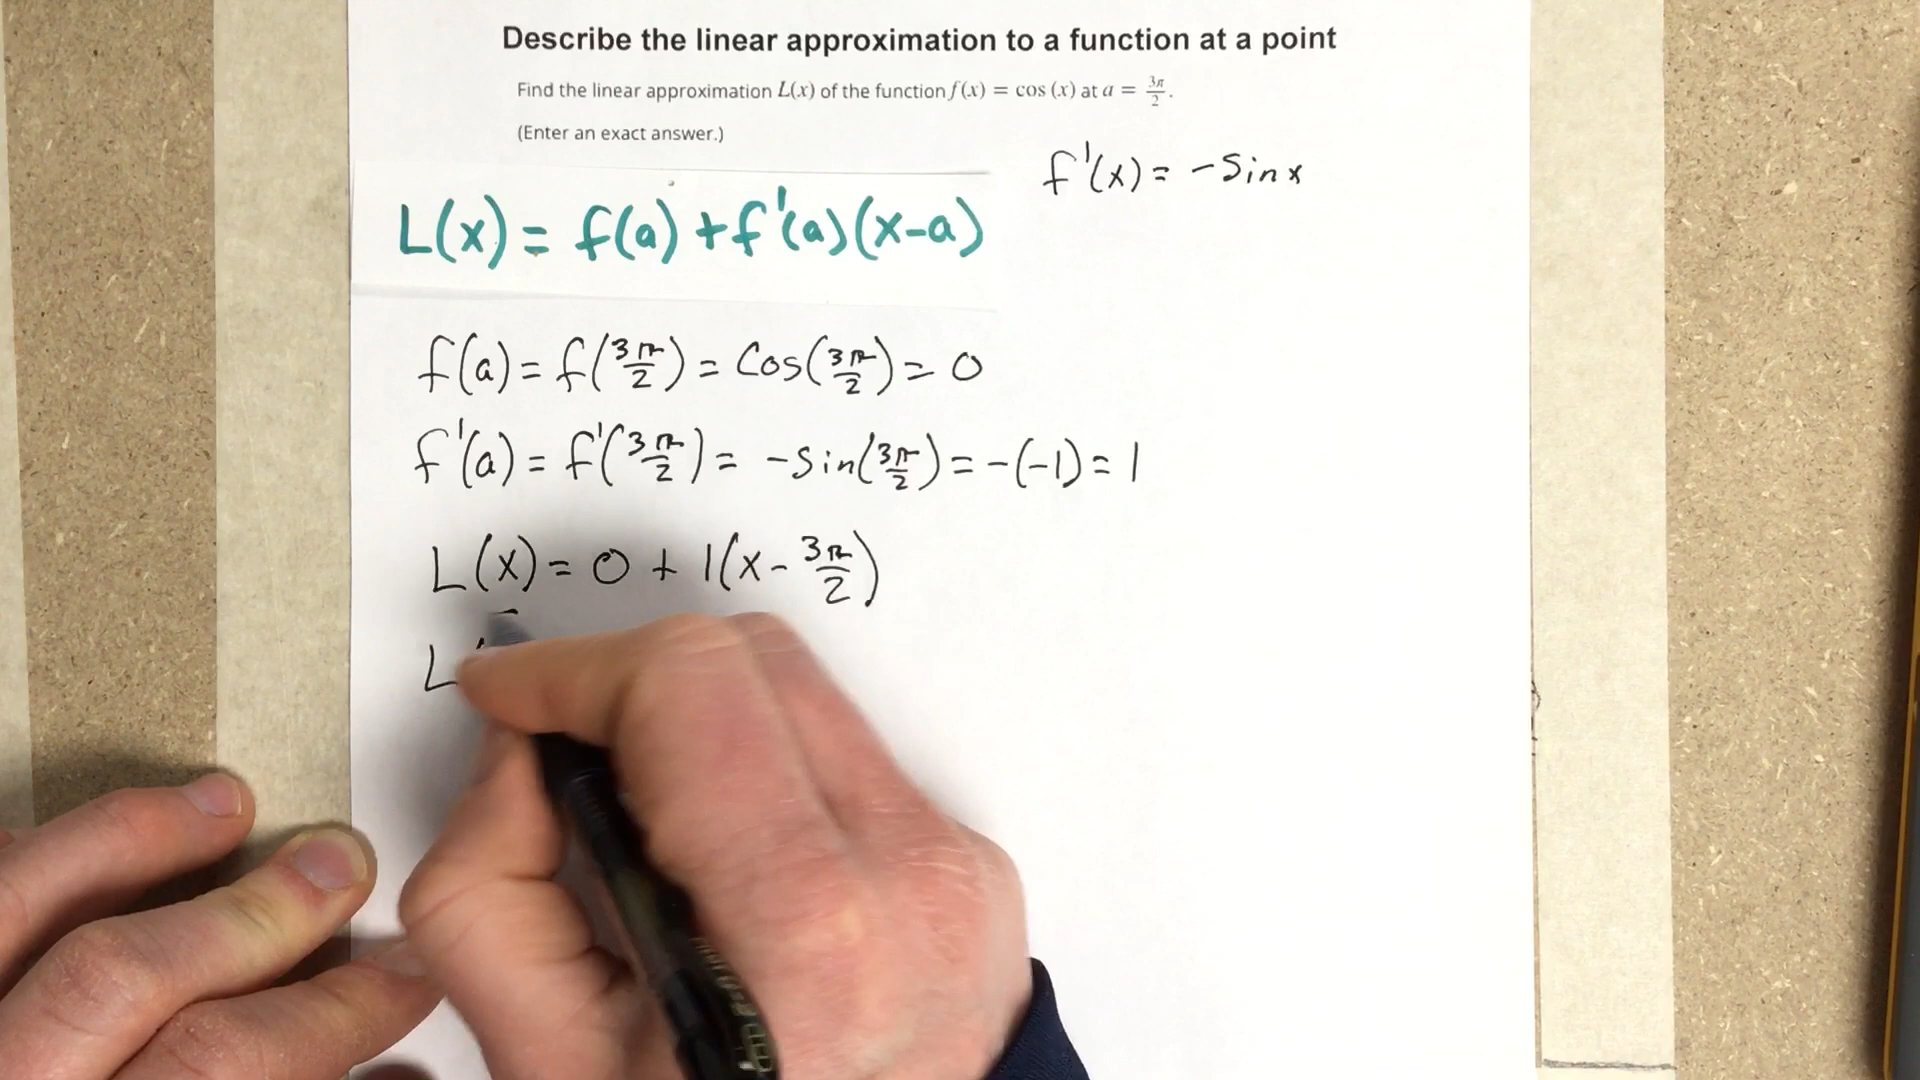 Describe the linear approximation to a function at a point
Find the linear approximation L(x) of the function f(x) = cos (x) at a = 3π/2.
(Enter an exact answer.)
f'(x) = -Sin x
L(x) = f(a) + f'(a)(x-a)
f(a) = f(3π/2) = Cos(3π/2) = 0
f'(a) = f'(3π/2) = -Sin(3π/2) = -(-1) = 1
L(x) = 0 + 1(x - 3π/2)
L(